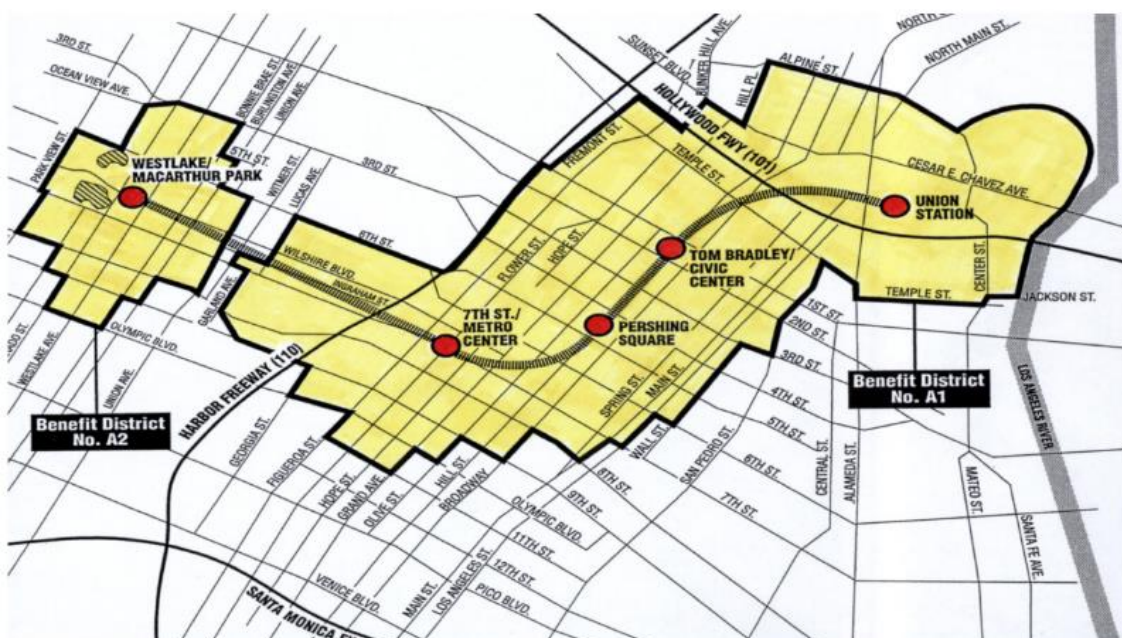 3RD ST.
OCEAN VIEW AVE.
PARK VIEW ST.
BONNIE BRAE ST.
BURLINGTON AVE.
UNION AVE.
5TH ST.
WITMER ST.
LUCAS AVE.
WESTLAKE/
MACARTHUR PARK
3RD ST.
6TH ST.
WILSHIRE BLVD.
INGRAHAM ST.
GARLAND AVE.
OLYMPIC BLVD.
WESTLAKE AVE.
UNION AVE.
Benefit District
No. A2
HARBOR FREEWAY (110)
7TH ST./
METRO
CENTER
SUNSET BLVD.
BUNKER HILL AVE.
HILL PL.
ALPINE ST.
NORTH MAIN ST.
HOLLYWOOD FWY (101)
FREMONT ST.
TEMPLE ST.
CESAR E. CHAVEZ AVE.
UNION
STATION
FLOWER ST.
HOPE ST.
TOM BRADLEY/
CIVIC
CENTER
PERSHING
SQUARE
CENTER ST.
TEMPLE ST.
JACKSON ST.
1ST ST.
2ND ST.
3RD ST.
4TH ST.
5TH ST.
6TH ST.
7TH ST.
Benefit District
No. A1
LOS ANGELES RIVER
SPRING ST.
MAIN ST.
WALL ST.
SAN PEDRO ST.
CENTRAL ST.
ALAMEDA ST.
MATEO ST.
SANTA FE AVE.
GEORGIA ST.
FIGUEROA ST.
HOPE ST.
GRAND AVE.
OLIVE ST.
HILL ST.
BROADWAY
8TH ST.
9TH ST.
OLYMPIC BLVD.
11TH ST.
12TH ST.
PICO BLVD.
MAIN ST.
LOS ANGELES ST.
VENICE BLVD.
SANTA MONICA